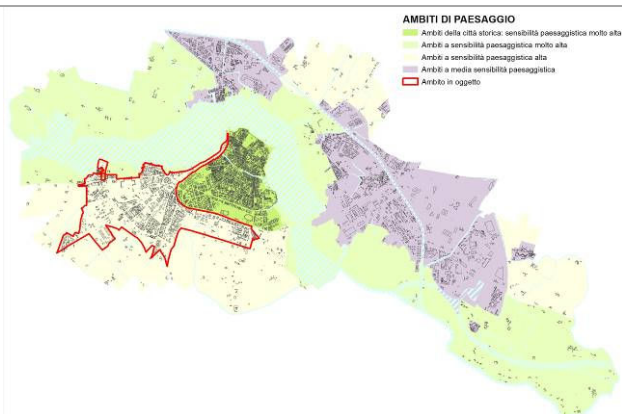 AMBITI DI PAESAGGIO
Ambiti della città storica: sensibilità paesaggistica molto alta
Ambiti a sensibilità paesaggistica molto alta
Ambiti a sensibilità paesaggistica alta
Ambiti a media sensibilità paesaggistica
Ambito in oggetto